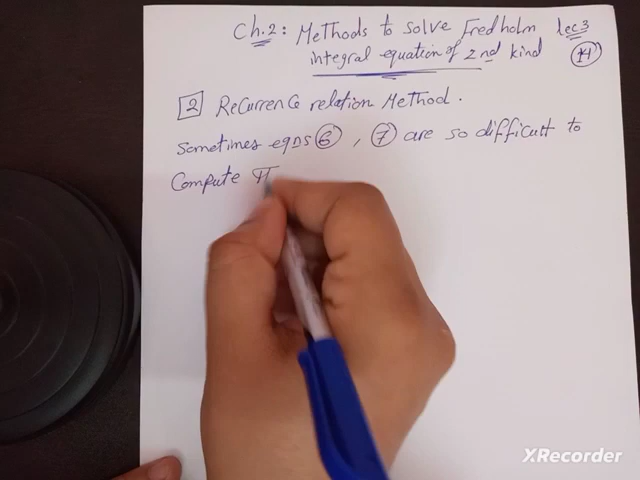 Ch.2: Methods to solve Fredholm lec3
integral equation of 2nd kind 14
2 Recurrence relation Method.
Sometimes eqns 6, 7 are so difficult to
Compute
XRecorder